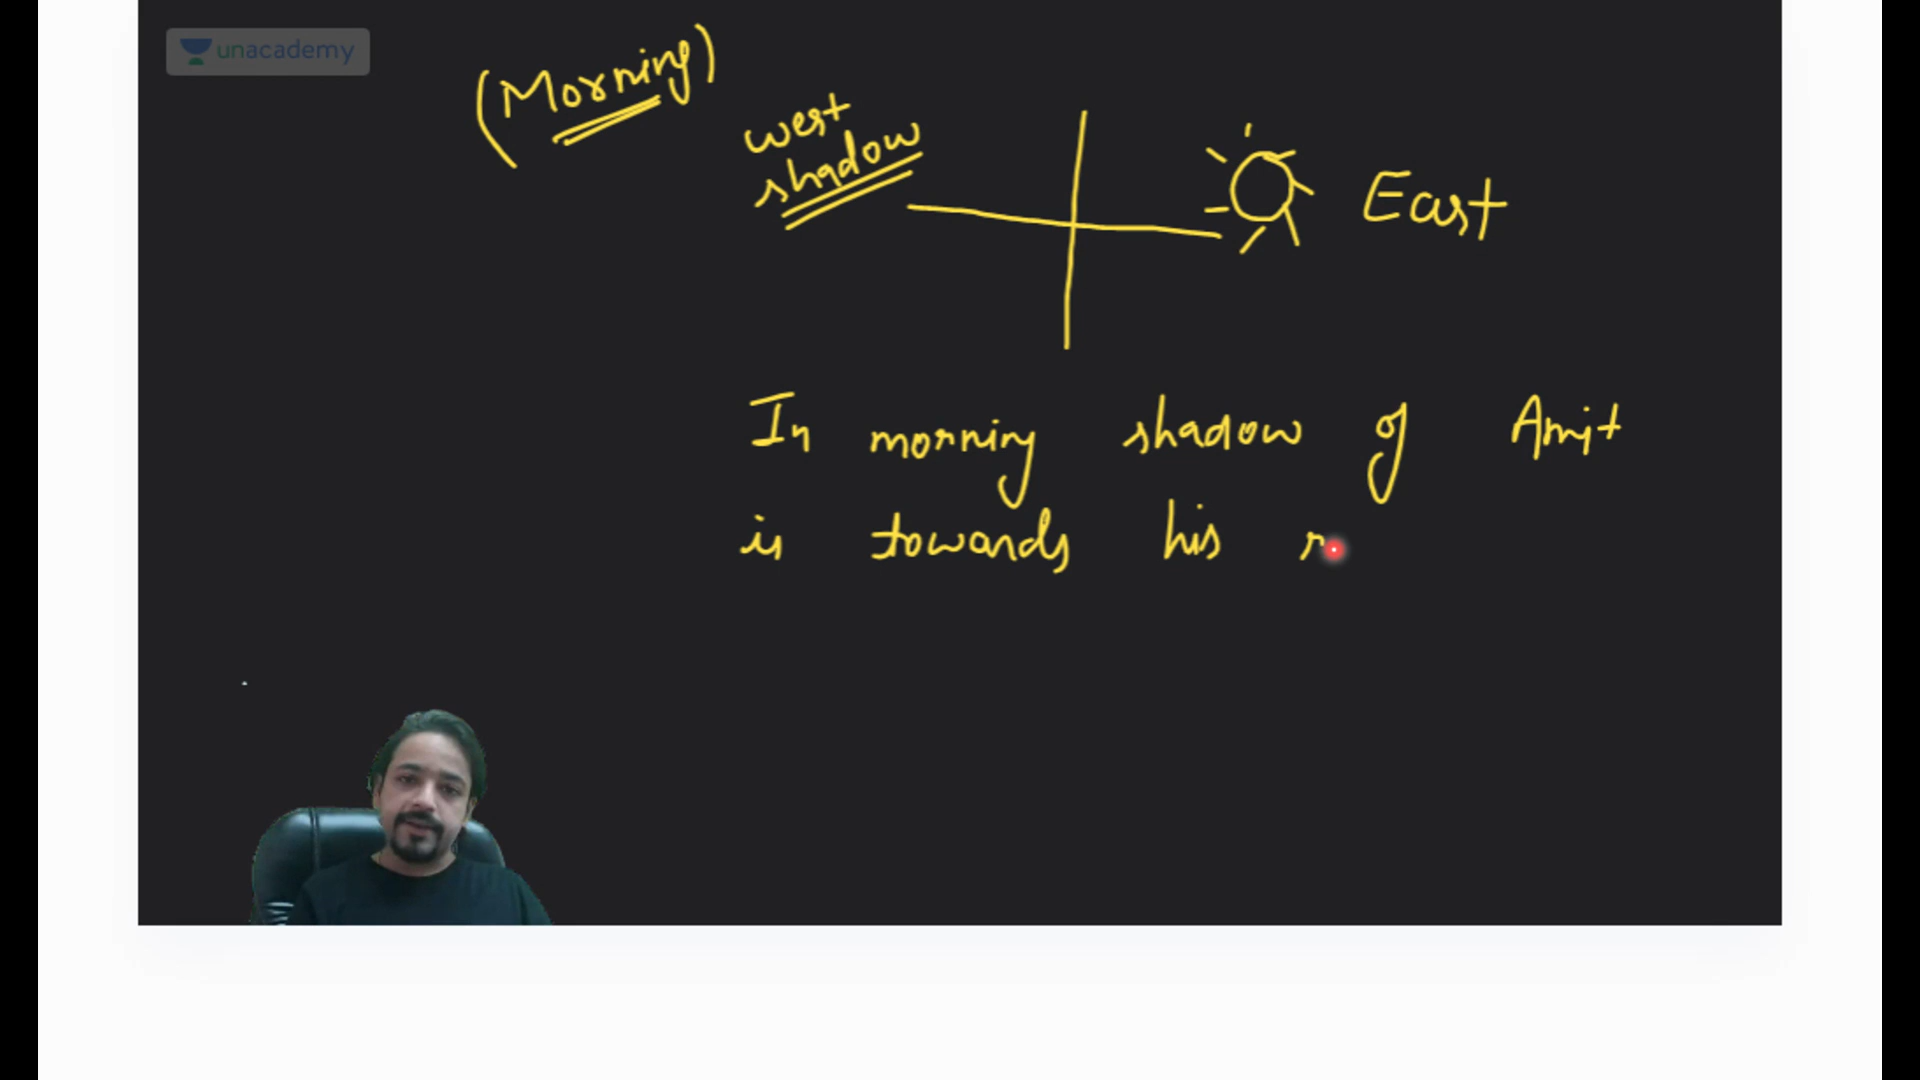 unacademy
(Morning)
west
shadow
East
In morning shadow of Amit
is towards his r